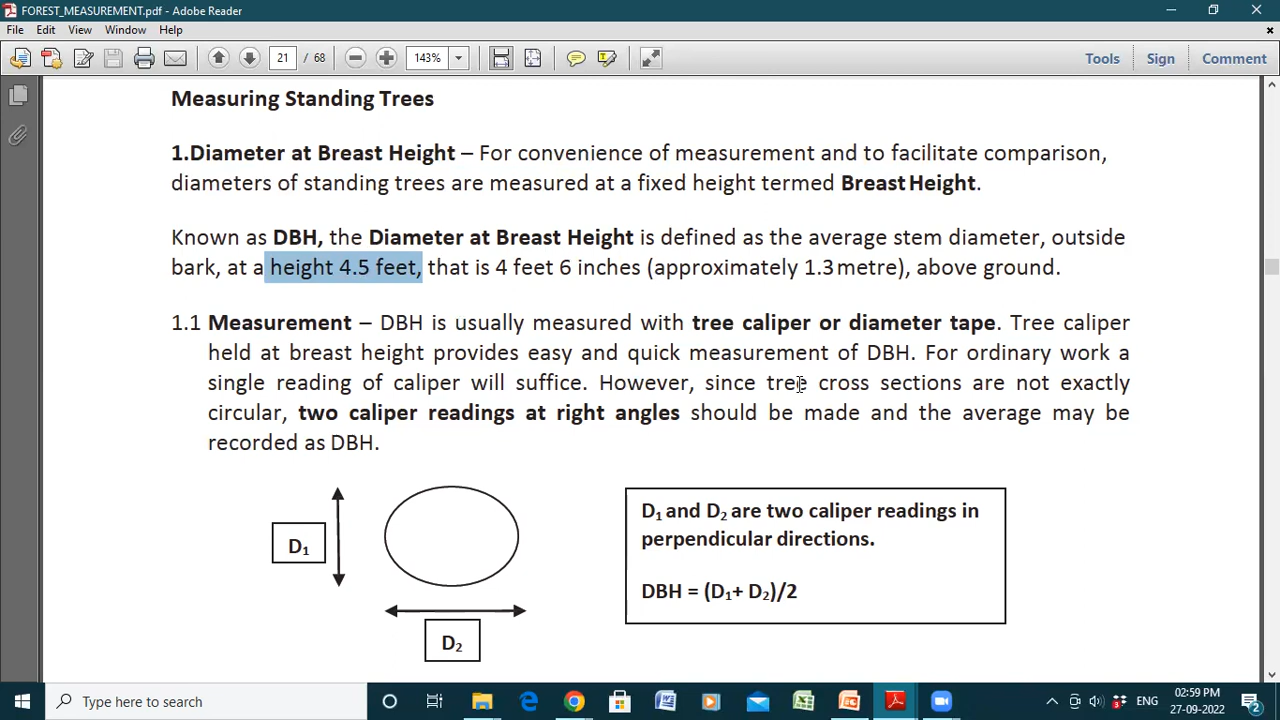 FOREST_MEASUREMENT.pdf - Adobe Reader
File Edit View Window Help
21 / 68 143% Tools Sign Comment
Measuring Standing Trees
1.Diameter at Breast Height – For convenience of measurement and to facilitate comparison,
diameters of standing trees are measured at a fixed height termed Breast Height.
Known as DBH, the Diameter at Breast Height is defined as the average stem diameter, outside
bark, at a height 4.5 feet, that is 4 feet 6 inches (approximately 1.3 metre), above ground.
1.1 Measurement – DBH is usually measured with tree caliper or diameter tape. Tree caliper
held at breast height provides easy and quick measurement of DBH. For ordinary work a
single reading of caliper will suffice. However, since tree cross sections are not exactly
circular, two caliper readings at right angles should be made and the average may be
recorded as DBH.
D1
D2
D1 and D2 are two caliper readings in
perpendicular directions.
DBH = (D1+ D2)/2
Type here to search
ENG
02:59 PM
27-09-2022
2